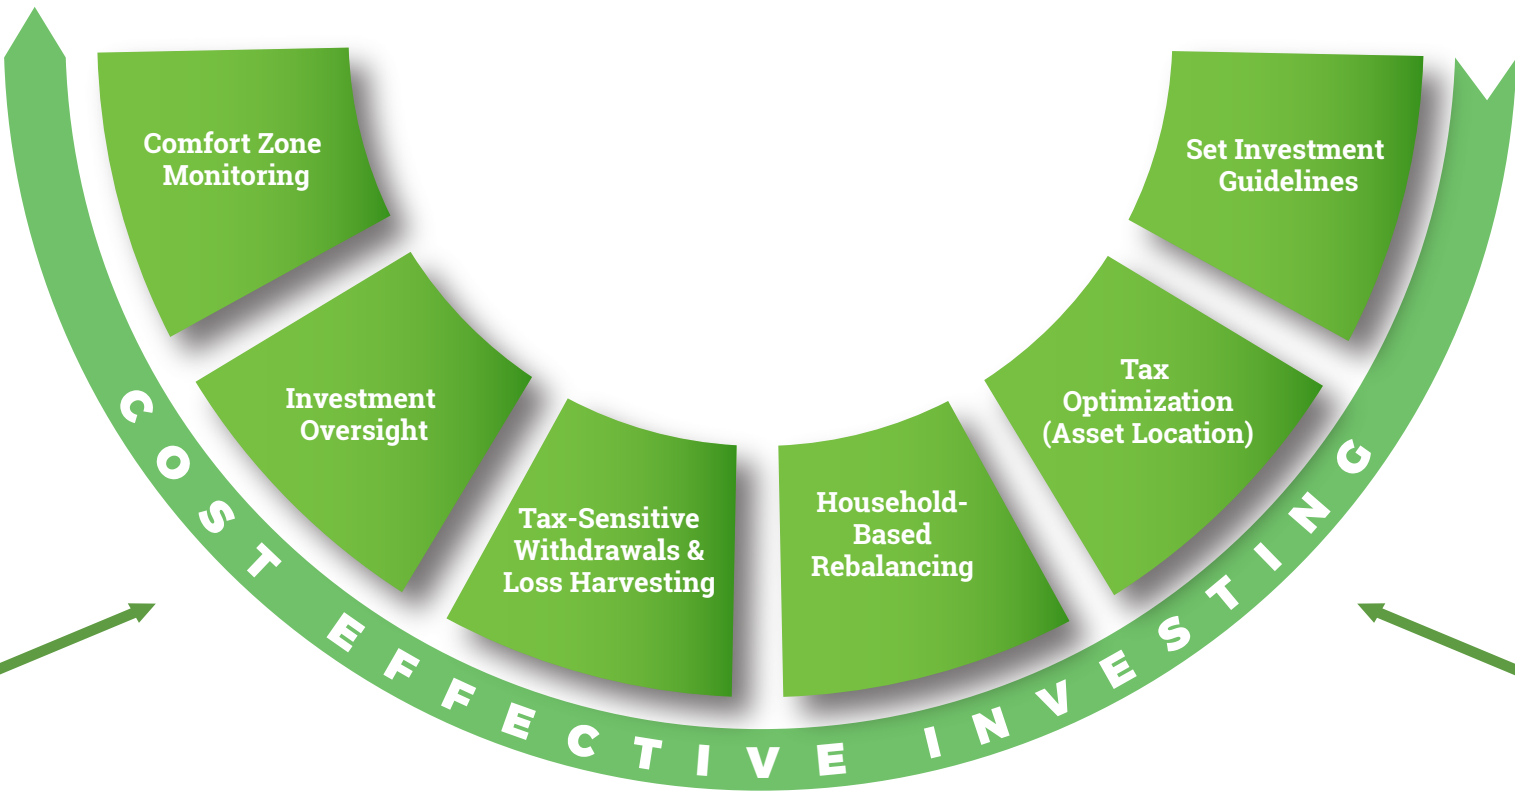 Comfort Zone
Monitoring
Set Investment
Guidelines
Investment
Oversight
Tax
Optimization
(Asset Location)
Tax-Sensitive
Withdrawals &
Loss Harvesting
Household-
Based
Rebalancing
COST EFFECTIVE INVESTING